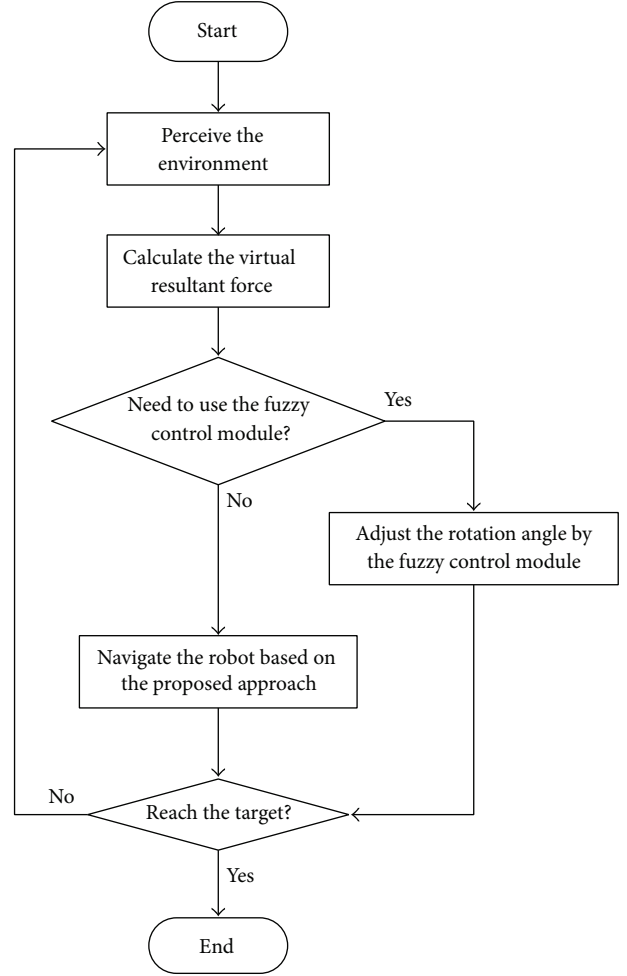 Start
Perceive the
environment
Calculate the virtual
resultant force
Need to use the fuzzy
control module?
Yes
No
Adjust the rotation angle by
the fuzzy control module
Navigate the robot based on
the proposed approach
No
Reach the target?
Yes
End